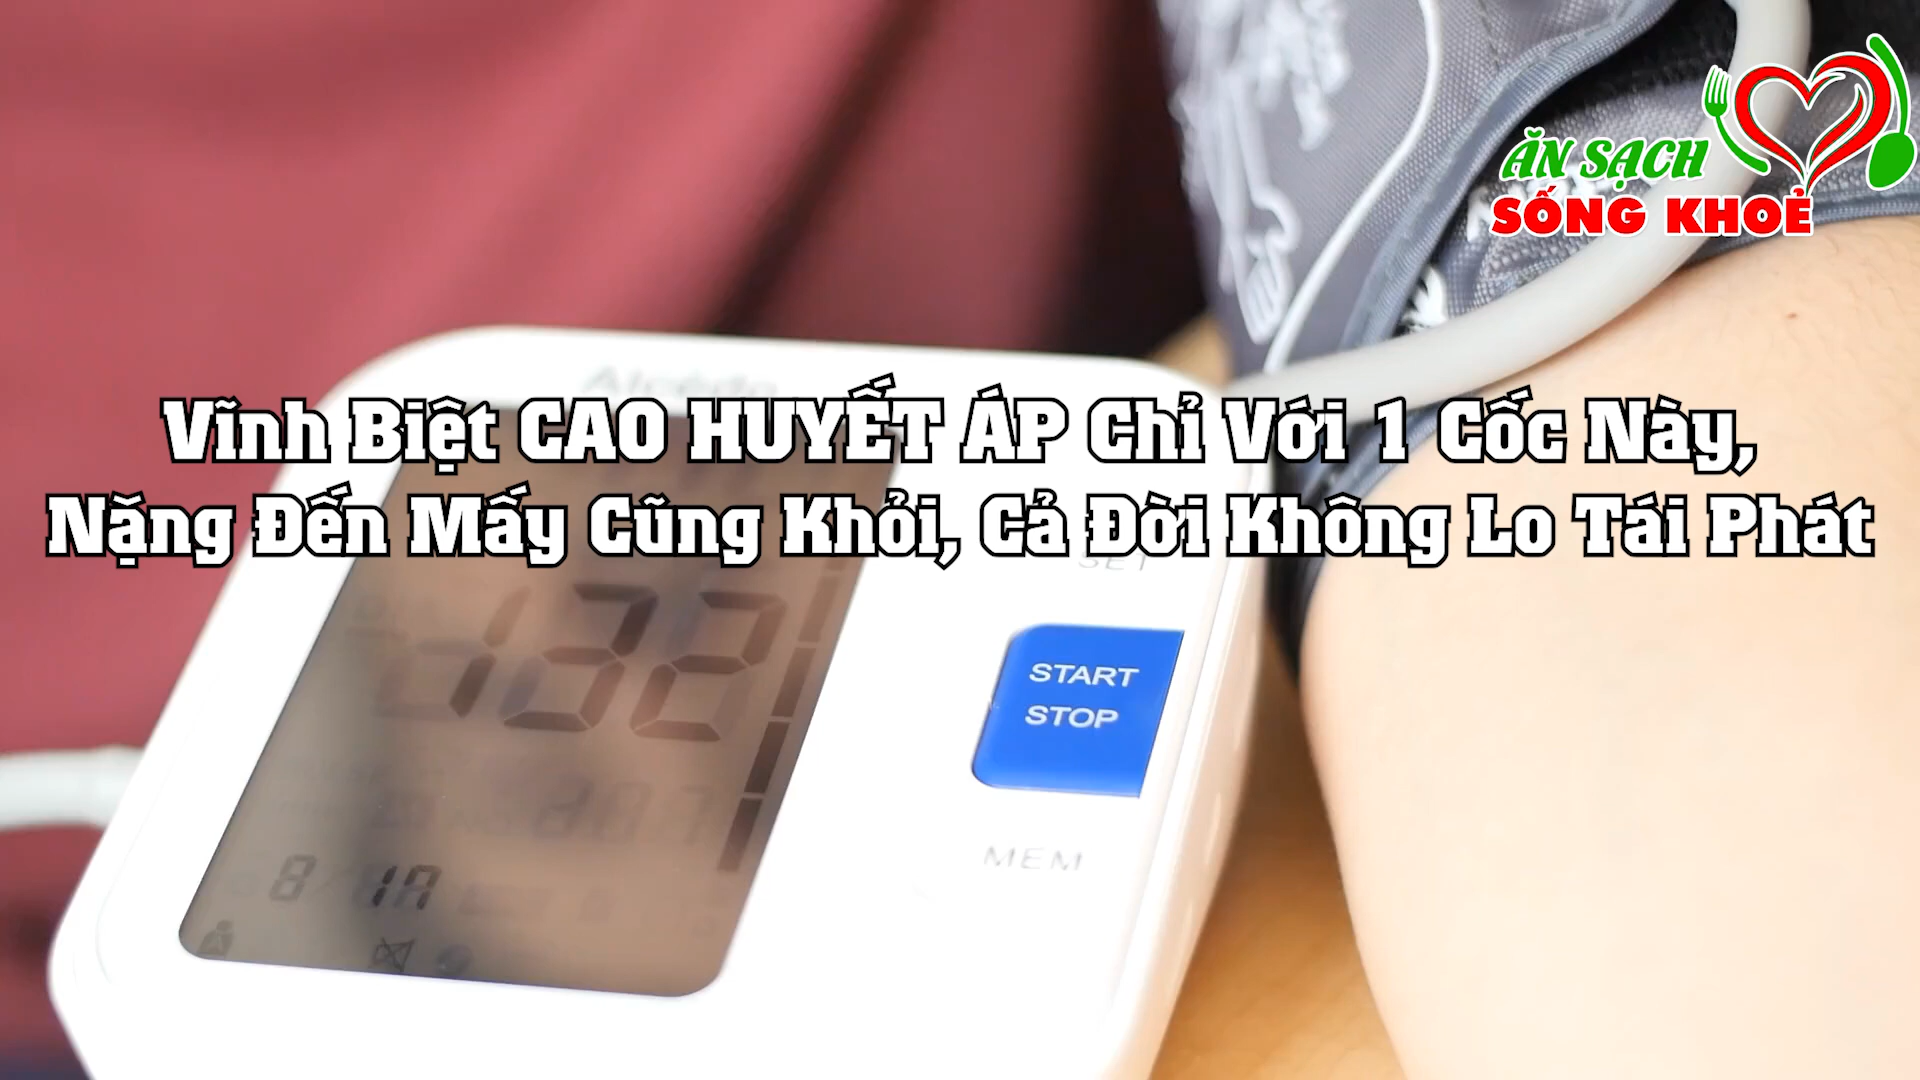 ĂN SẠCH
SỐNG KHOẺ
Vĩnh Biệt CAO HUYẾT ÁP Chỉ Với 1 Cốc Này,
Nặng Đến Mấy Cũng Khỏi, Cả Đời Không Lo Tái Phát
SET
132
START
STOP
MEM